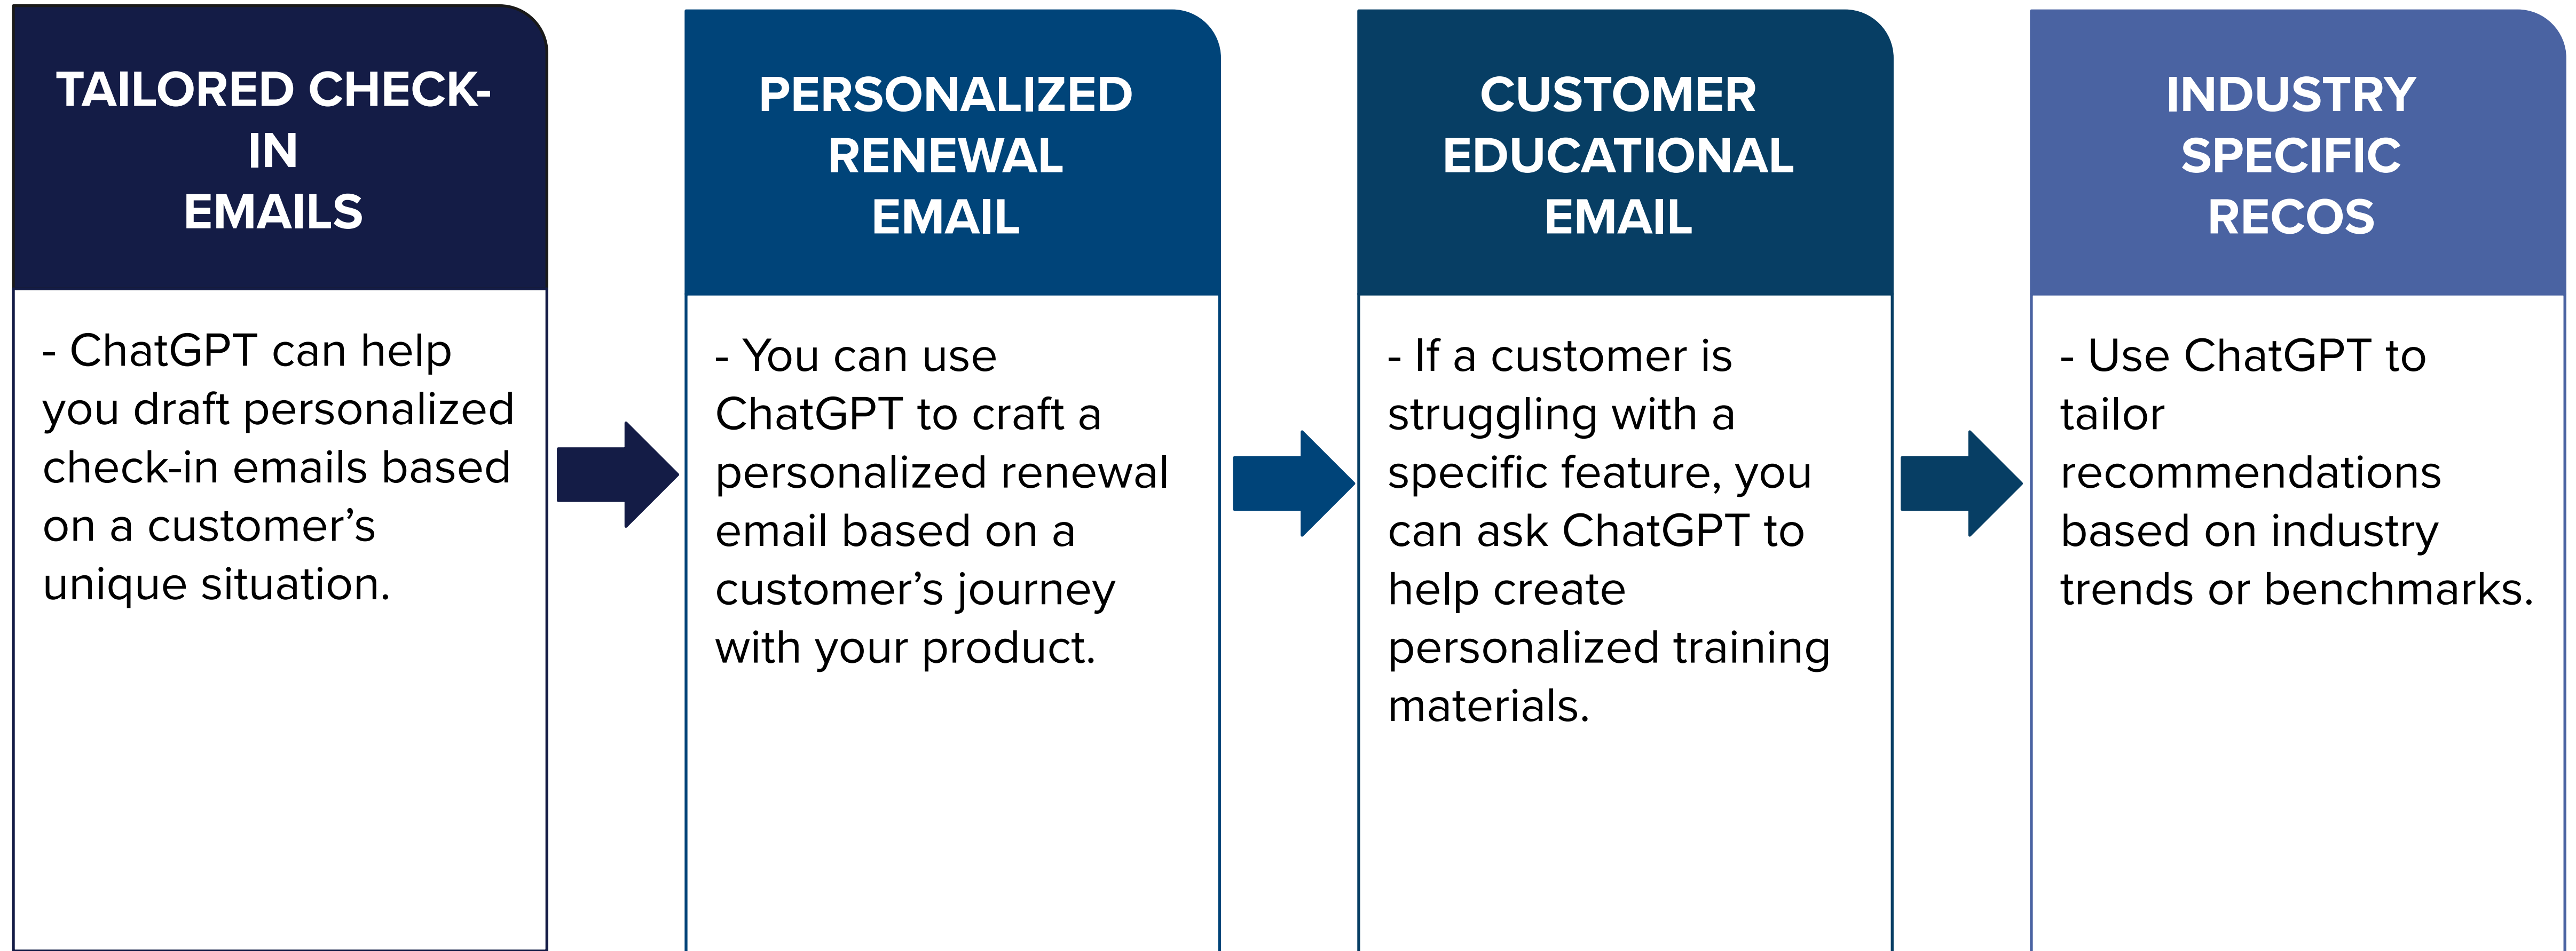 TAILORED CHECK-
IN
EMAILS
- ChatGPT can help
you draft personalized
check-in emails based
on a customer’s
unique situation.
PERSONALIZED
RENEWAL
EMAIL
- You can use
ChatGPT to craft a
personalized renewal
email based on a
customer’s journey
with your product.
CUSTOMER
EDUCATIONAL
EMAIL
- If a customer is
struggling with a
specific feature, you
can ask ChatGPT to
help create
personalized training
materials.
INDUSTRY
SPECIFIC
RECOS
- Use ChatGPT to
tailor
recommendations
based on industry
trends or benchmarks.